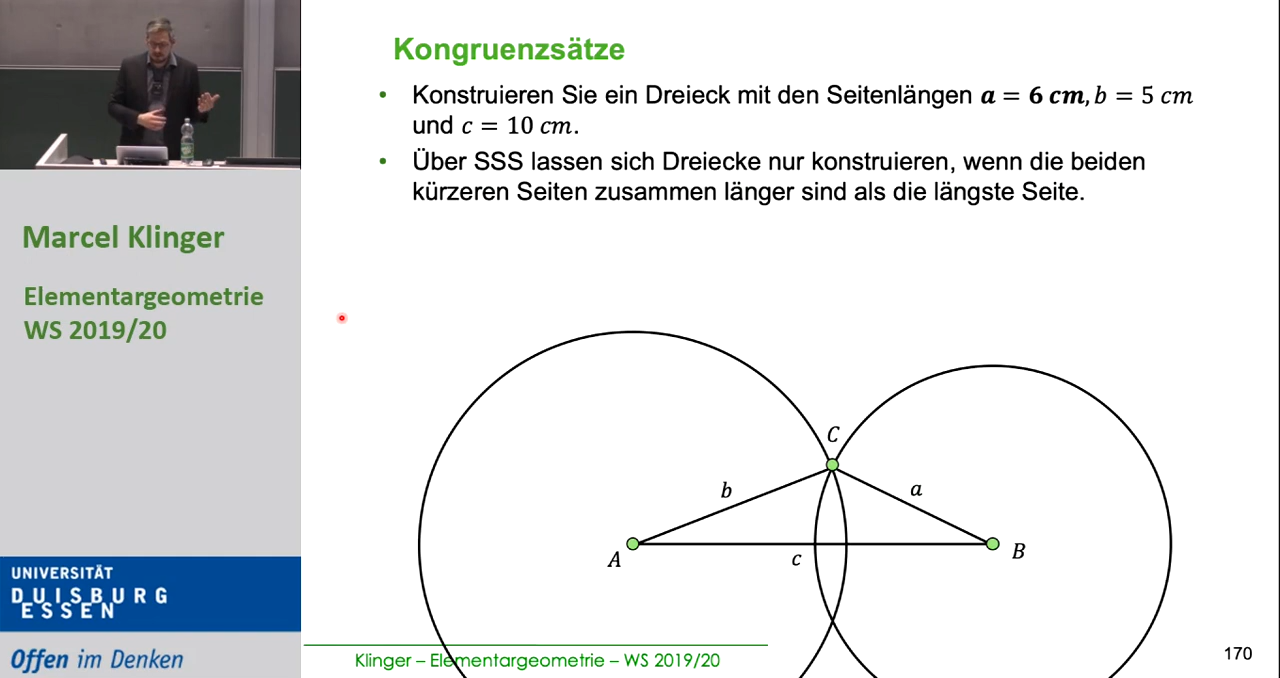 Kongruenzsätze
• Konstruieren Sie ein Dreieck mit den Seitenlängen a = 6 cm, b = 5 cm
und c = 10 cm.
• Über SSS lassen sich Dreiecke nur konstruieren, wenn die beiden
kürzeren Seiten zusammen länger sind als die längste Seite.
Marcel Klinger
Elementargeometrie
WS 2019/20
C
b
a
A
c
B
UNIVERSITÄT
DUISBURG
ESSEN
Offen im Denken
Klinger – Elementargeometrie – WS 2019/20
170